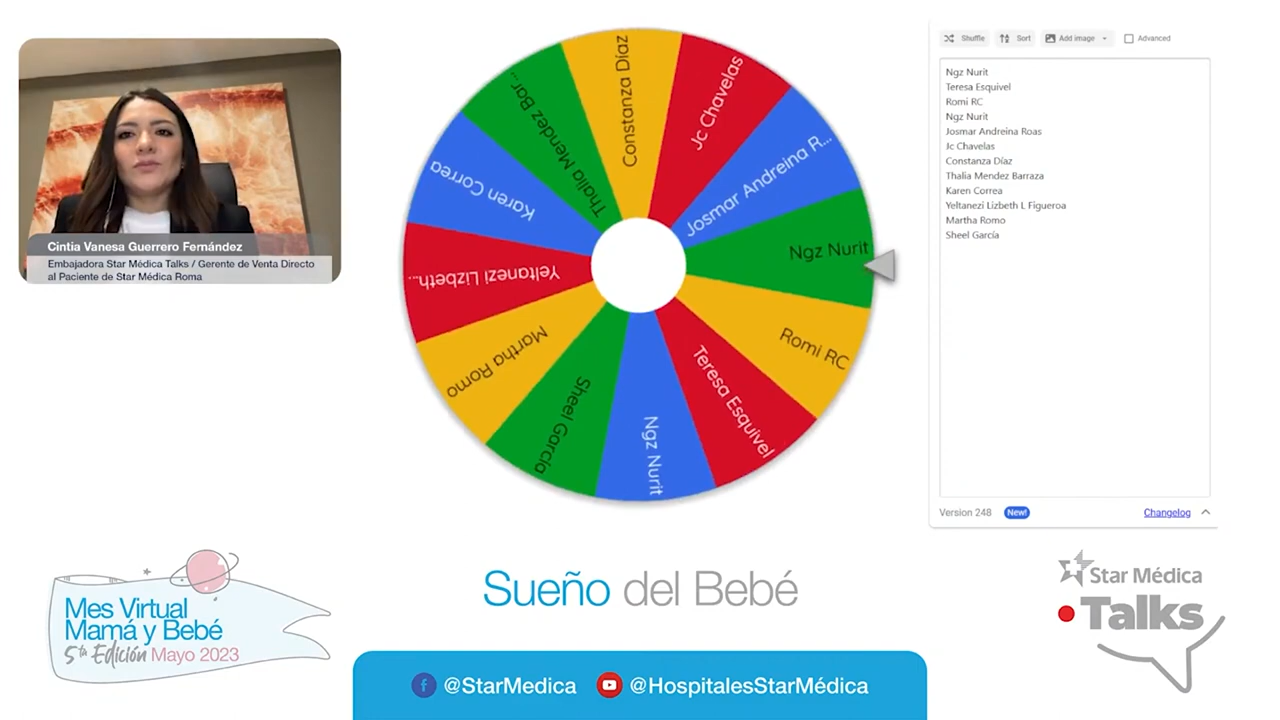 Cintia Vanesa Guerrero Fernández
Embajadora Star Médica Talks / Gerente de Venta Directo
al Paciente de Star Médica Roma
Constanza Díaz
Jc Chavelas
Josmar Andreina R...
Ngz Nurit
Romi RC
Teresa Esquivel
Ngz Nurit
Sheel García
Martha Romo
Yeltanezi Lizbeth...
Karen Correa
Thalia Mendez Bar...
Shuffle
Sort
Add image
Advanced
Ngz Nurit
Teresa Esquivel
Romi RC
Ngz Nurit
Josmar Andreina Roas
Jc Chavelas
Constanza Díaz
Thalia Mendez Barraza
Karen Correa
Yeltanezi Lizbeth L Figueroa
Martha Romo
Sheel García
Version 248 New! Changelog
Mes Virtual
Mamá y Bebé
5ta Edición Mayo 2023
Sueño del Bebé
@StarMedica @HospitalesStarMédica
Star Médica
Talks